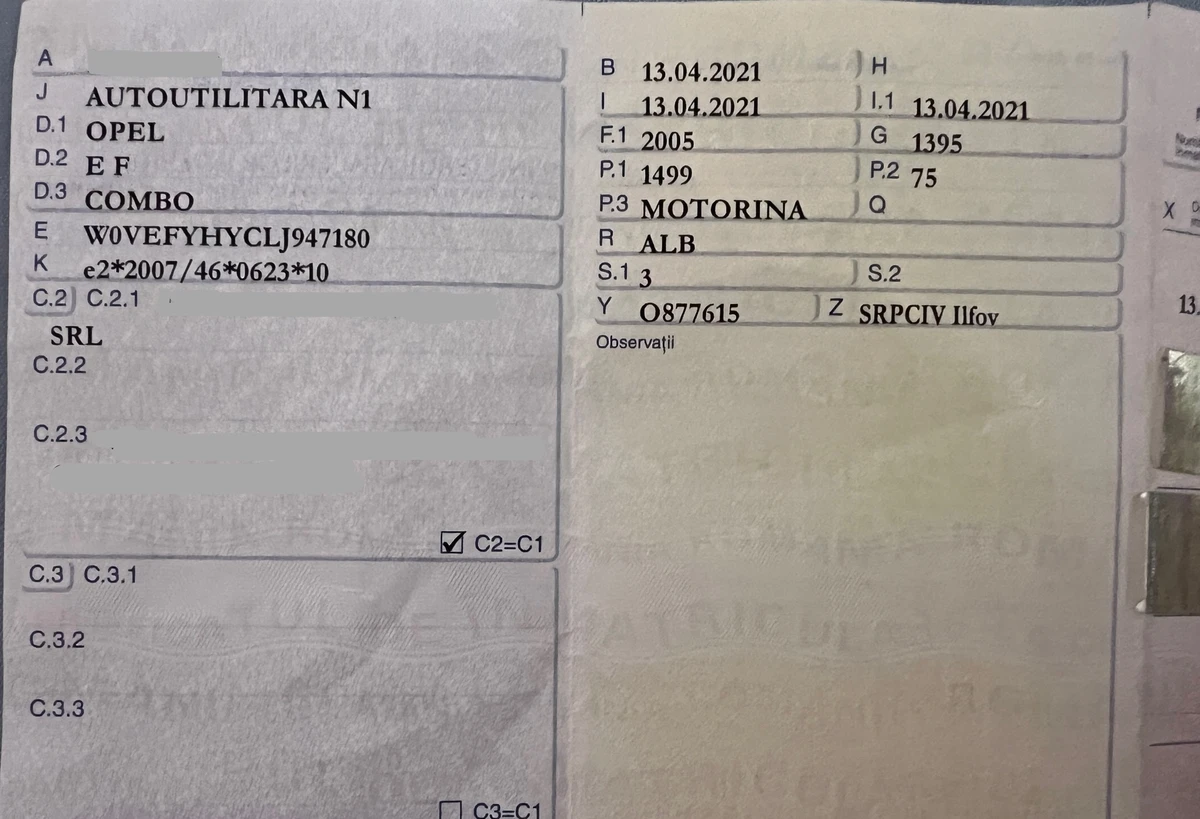 A
J AUTOUTILITARA N1
D.1 OPEL
D.2 E F
D.3 COMBO
E W0VEFYHYCLJ947180
K e2*2007/46*0623*10
C.2 C.2.1
SRL
C.2.2
C.2.3
C2=C1
C.3 C.3.1
C.3.2
C.3.3
C3=C1
B 13.04.2021 H
I 13.04.2021 I.1 13.04.2021
F.1 2005 G 1395
P.1 1499 P.2 75
P.3 MOTORINA Q
R ALB
S.1 3 S.2
Y O877615 Z SRPCIV Ilfov
Observații
X
13.